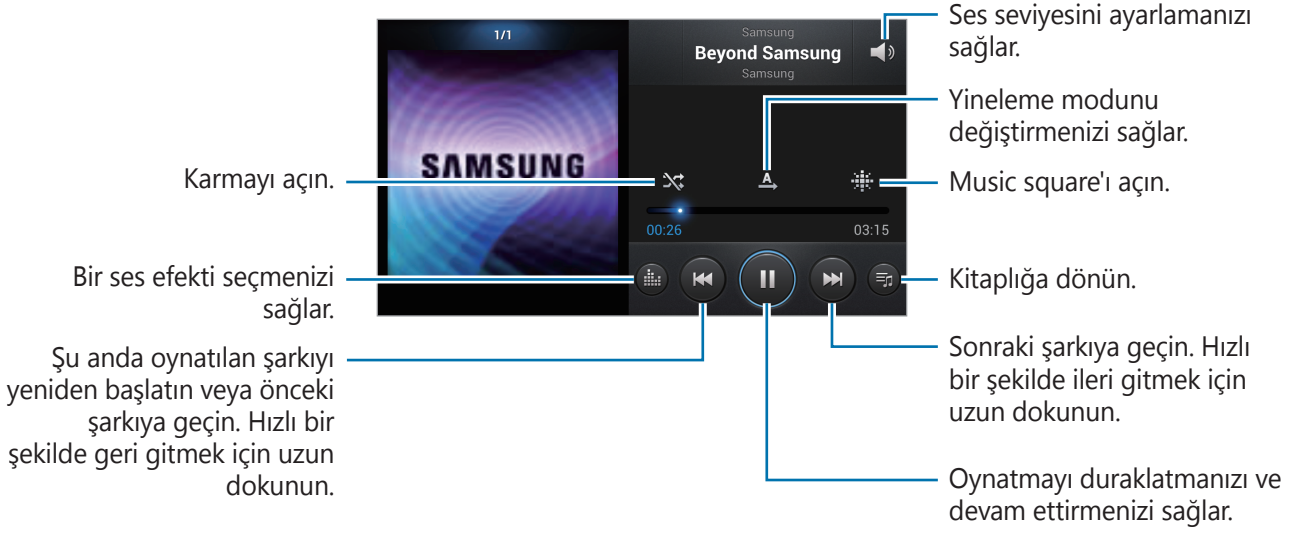 Ses seviyesini ayarlamanızı
sağlar.
1/1
Samsung
Beyond Samsung
Samsung
Yineleme modunu
değiştirmenizi sağlar.
SAMSUNG
Karmayı açın.
A
Music square'ı açın.
00:26
03:15
Bir ses efekti seçmenizi
sağlar.
Kitaplığa dönün.
Şu anda oynatılan şarkıyı
yeniden başlatın veya önceki
şarkıya geçin. Hızlı bir
şekilde geri gitmek için uzun
dokunun.
Sonraki şarkıya geçin. Hızlı
bir şekilde ileri gitmek için
uzun dokunun.
Oynatmayı duraklatmanızı ve
devam ettirmenizi sağlar.